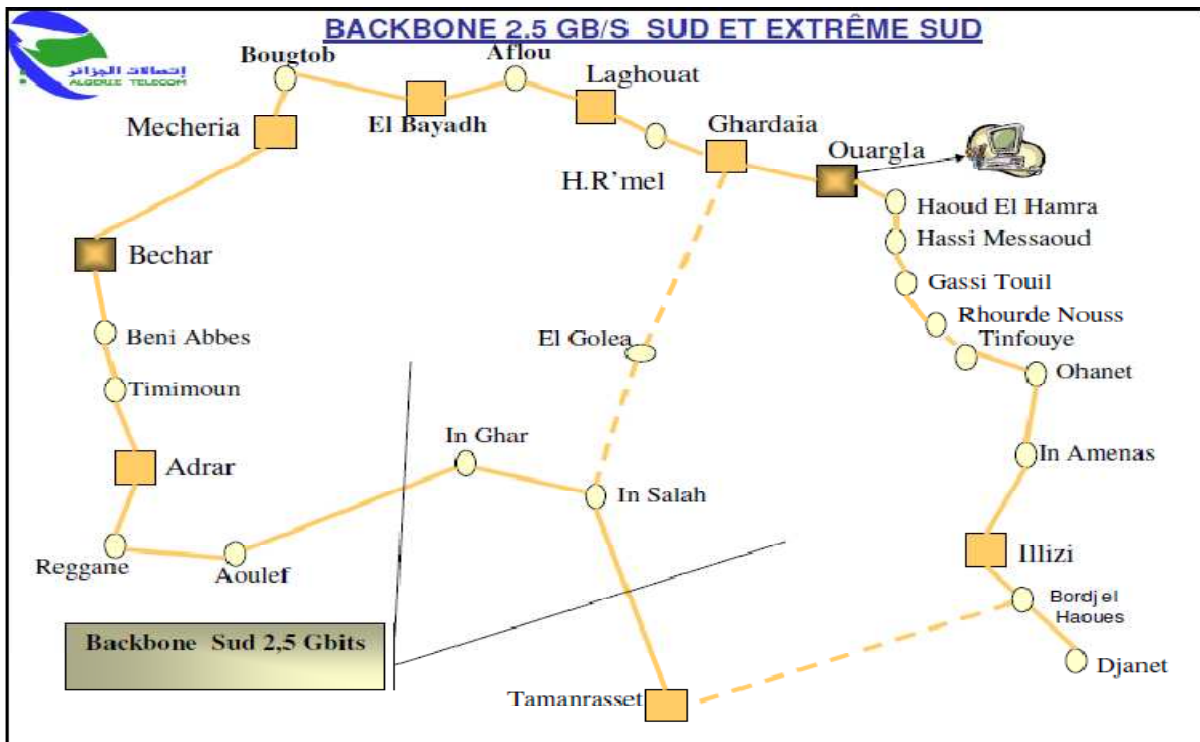 BACKBONE 2.5 GB/S SUD ET EXTRÊME SUD
إتصالات الجزائر
ALGERIE TELECOM
Bougtob
Aflou
Laghouat
Mecheria
El Bayadh
Ghardaia
Ouargla
H.R'mel
Haoud El Hamra
Hassi Messaoud
Bechar
Gassi Touil
Rhourde Nouss
Beni Abbes
El Golea
Tinfouye
Ohanet
Timimoun
In Ghar
In Amenas
Adrar
In Salah
Reggane
Aoulef
Illizi
Bordj el
Haoues
Backbone Sud 2,5 Gbits
Djanet
Tamanrasset